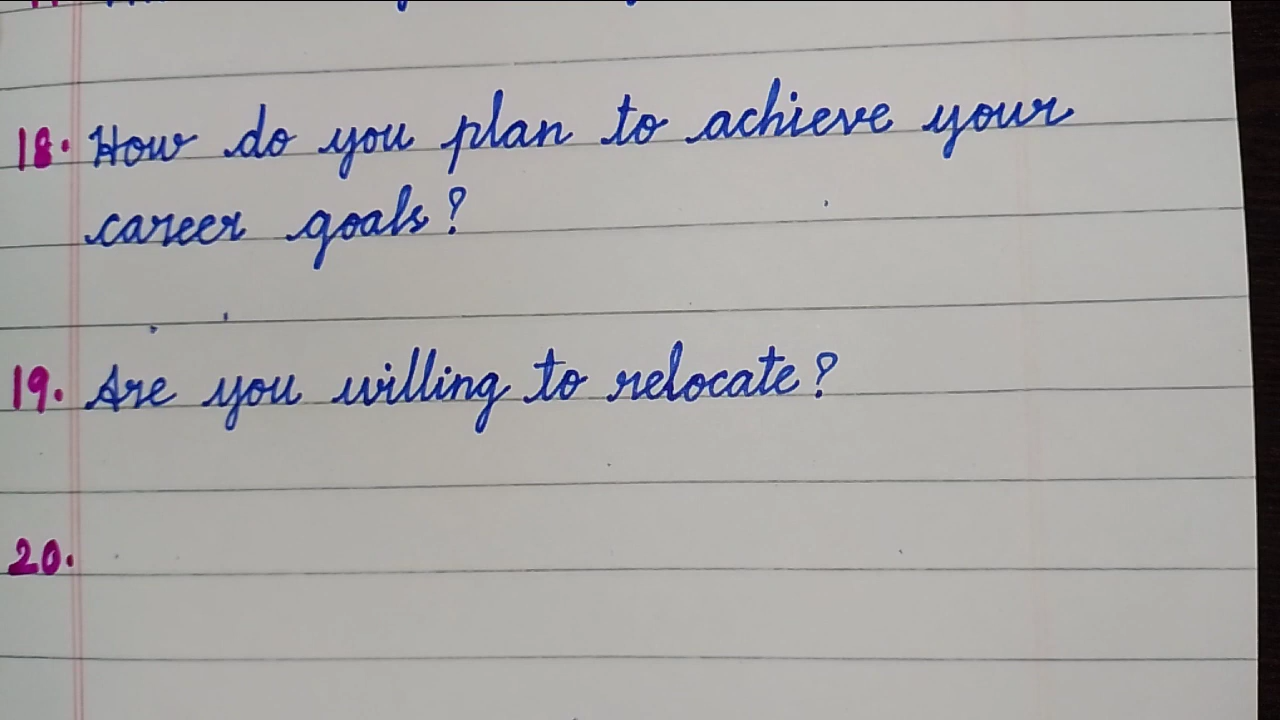 18. How do you plan to achieve your
career goals?
19. Are you willing to relocate?
20.